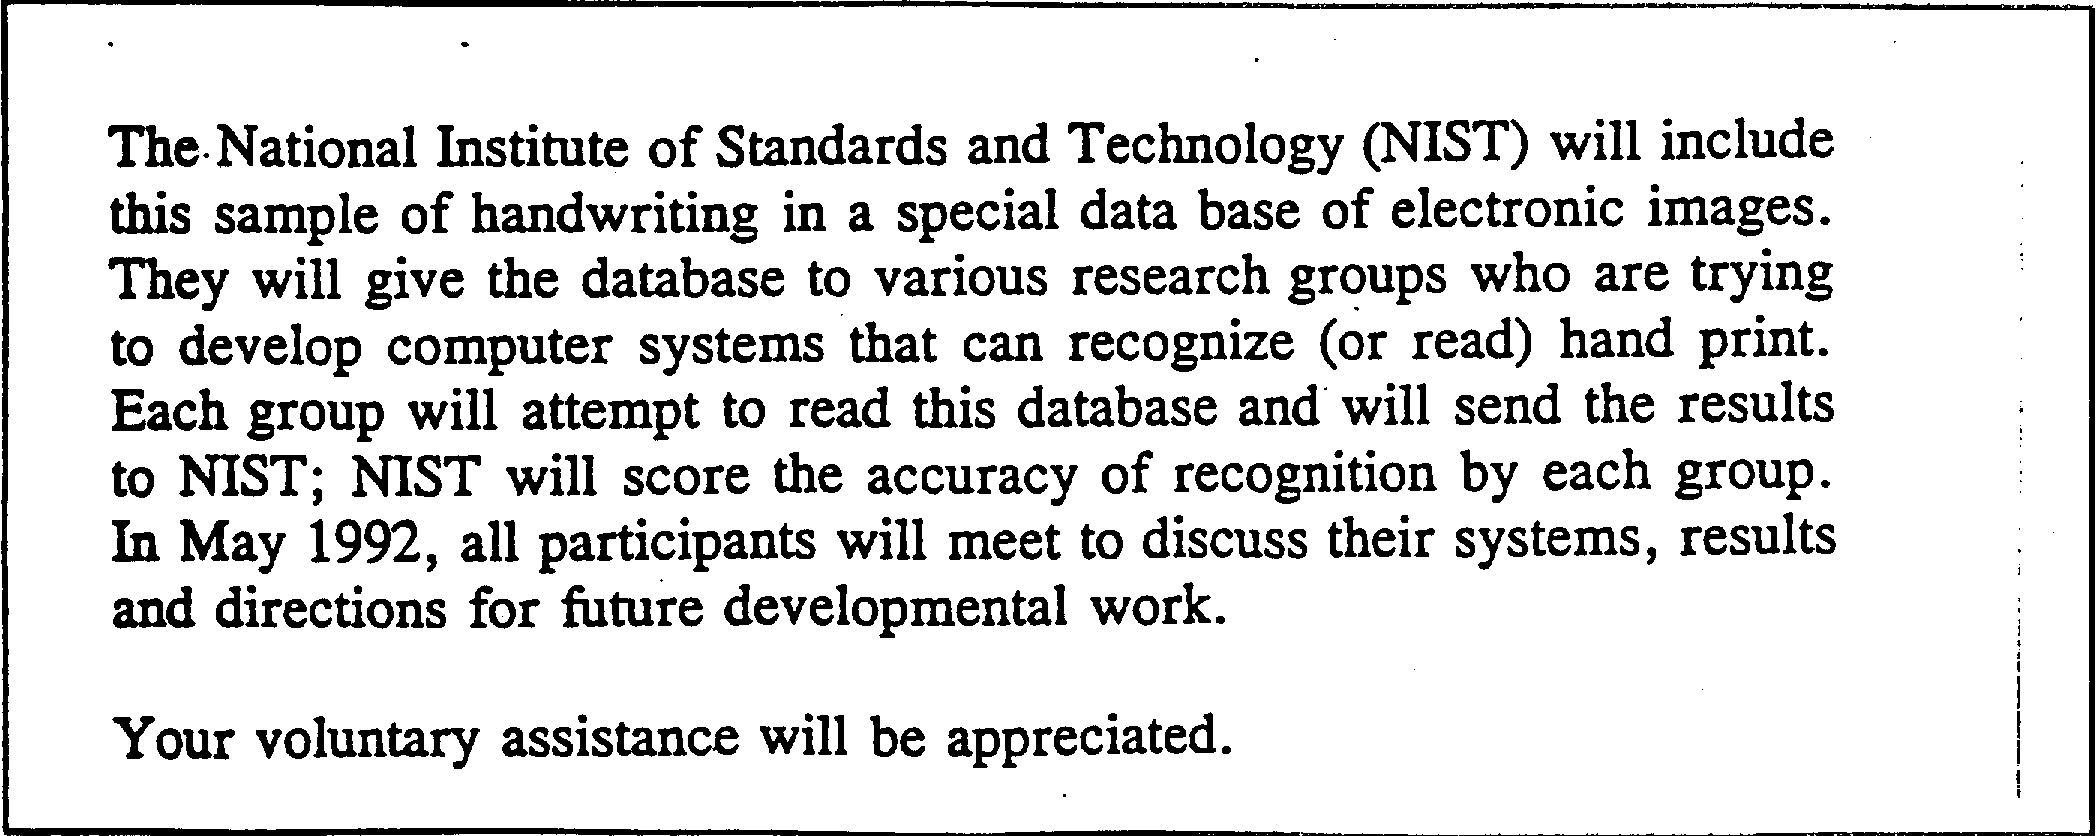 The National Institute of Standards and Technology (NIST) will include
this sample of handwriting in a special data base of electronic images.
They will give the database to various research groups who are trying
to develop computer systems that can recognize (or read) hand print.
Each group will attempt to read this database and will send the results
to NIST; NIST will score the accuracy of recognition by each group.
In May 1992, all participants will meet to discuss their systems, results
and directions for future developmental work.
Your voluntary assistance will be appreciated.